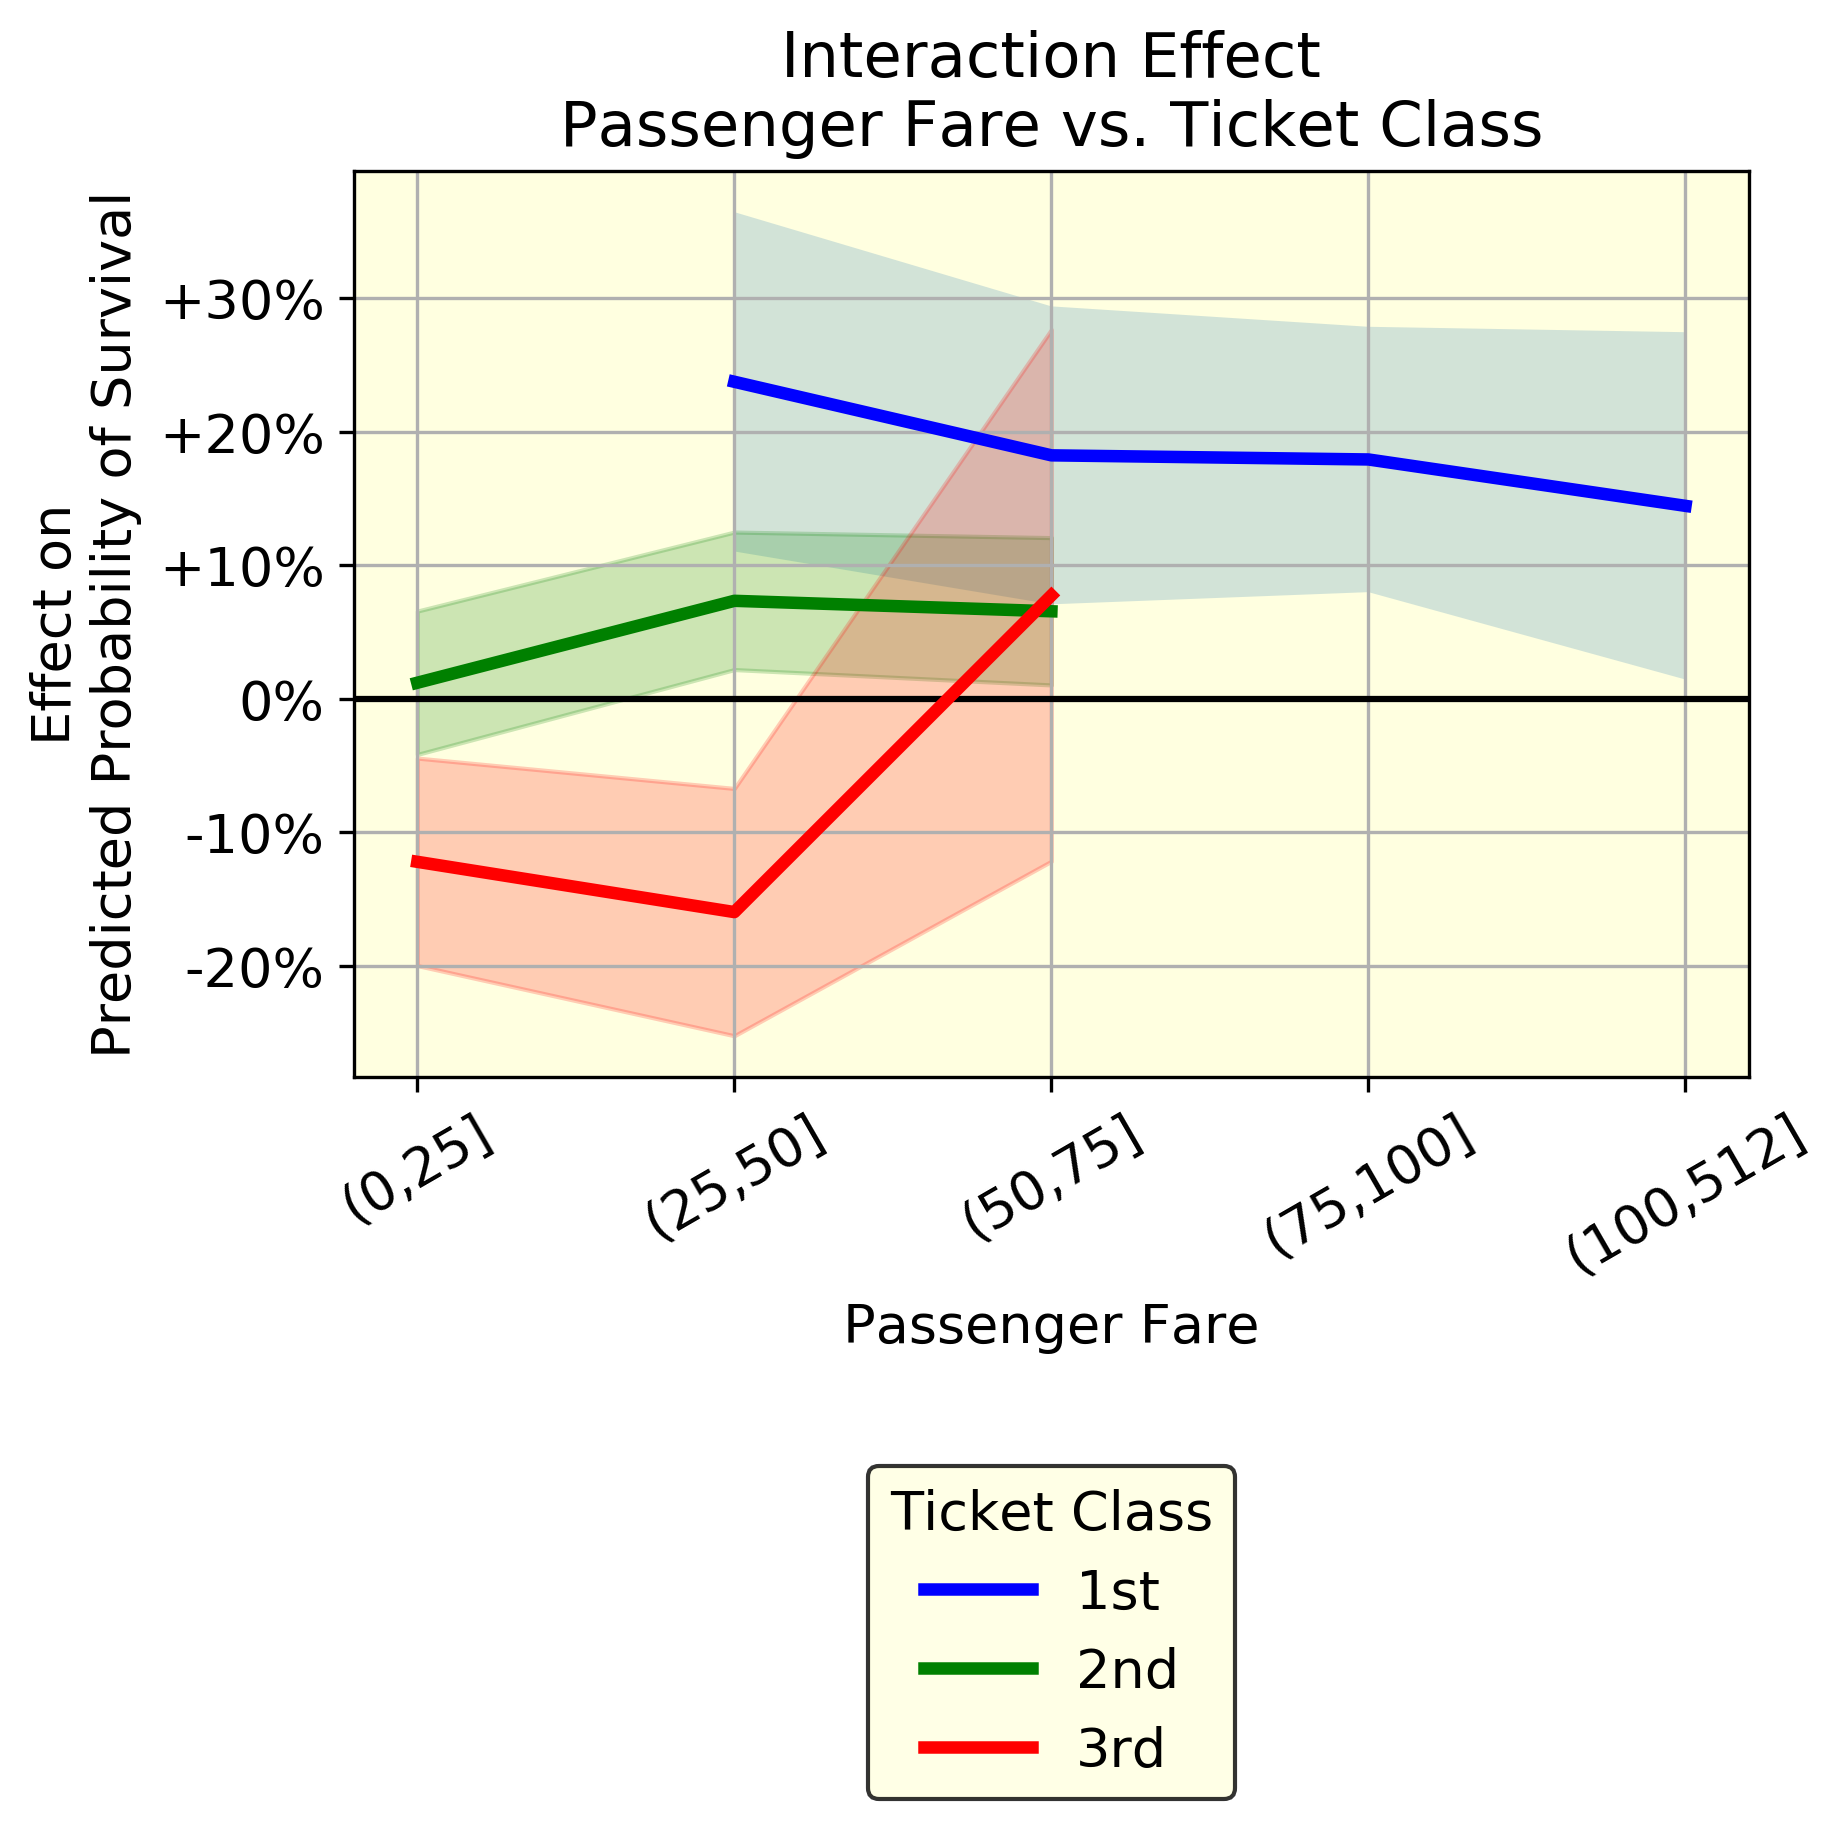 Interaction Effect
Passenger Fare vs. Ticket Class
Effect on
Predicted Probability of Survival
+30%
+20%
+10%
0%
-10%
-20%
(0,25]
(25,50]
(50,75]
(75,100]
(100,512]
Passenger Fare
Ticket Class
1st
2nd
3rd